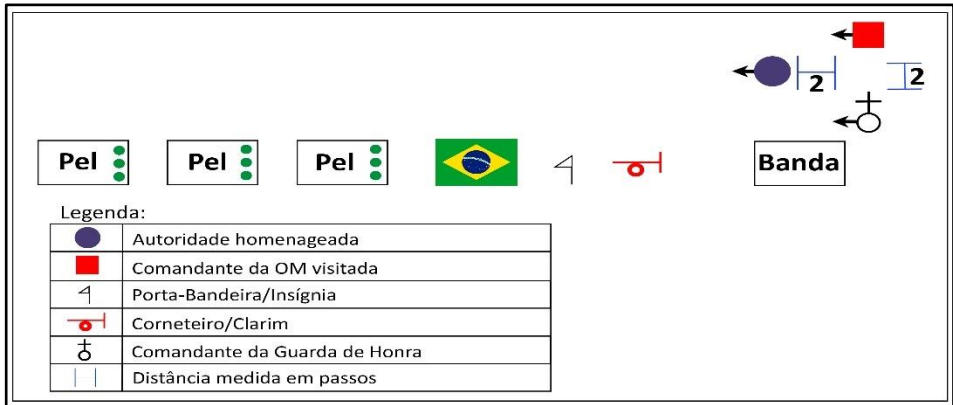 2
2
Pel
Pel
Pel
Banda
Legenda:
Autoridade homenageada
Comandante da OM visitada
Porta-Bandeira/Insígnia
Corneteiro/Clarim
Comandante da Guarda de Honra
Distância medida em passos